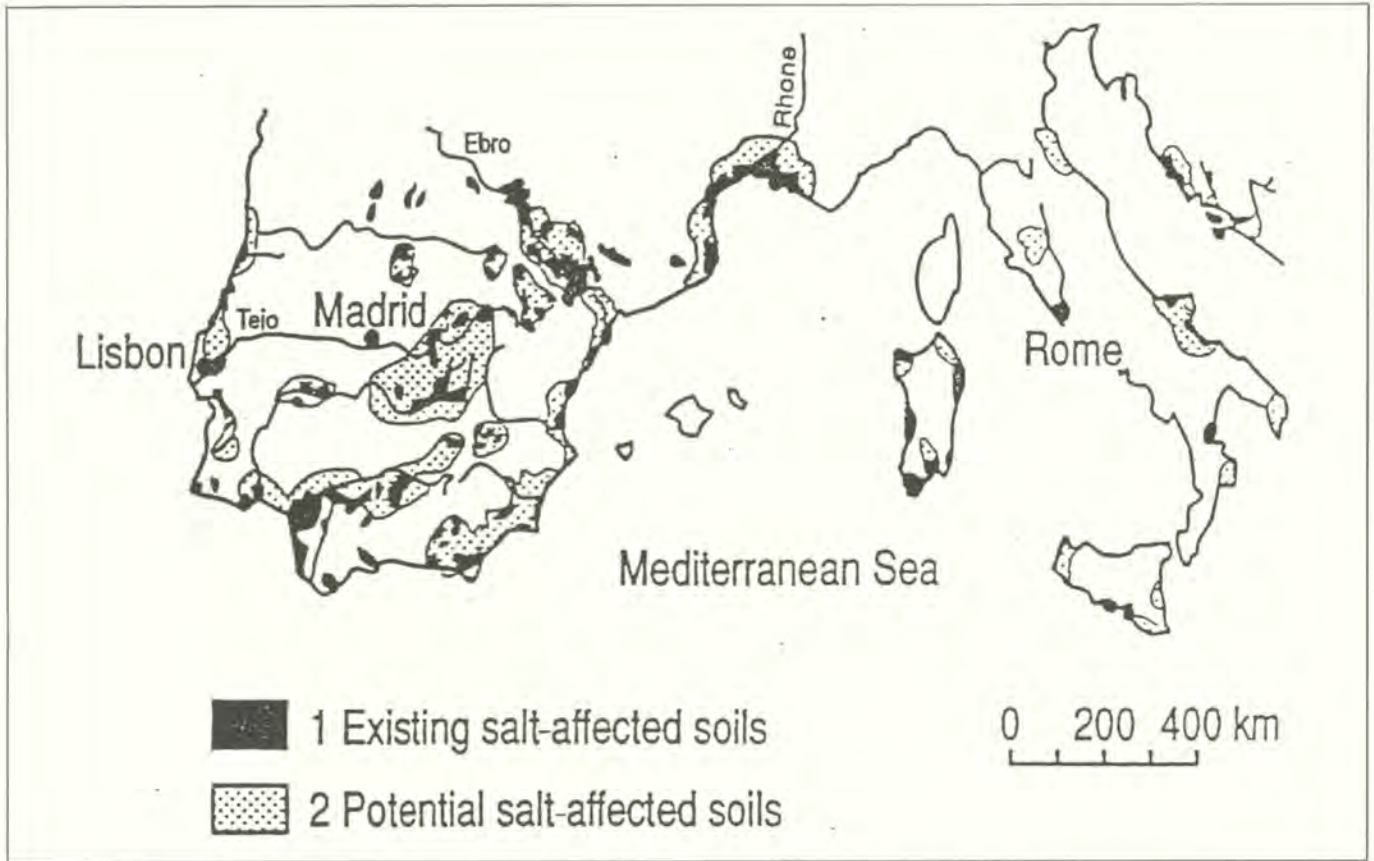 Rhone
Ebro
Tejo
Madrid
Lisbon
Rome
Mediterranean Sea
1 Existing salt-affected soils
0 200 400 km
2 Potential salt-affected soils